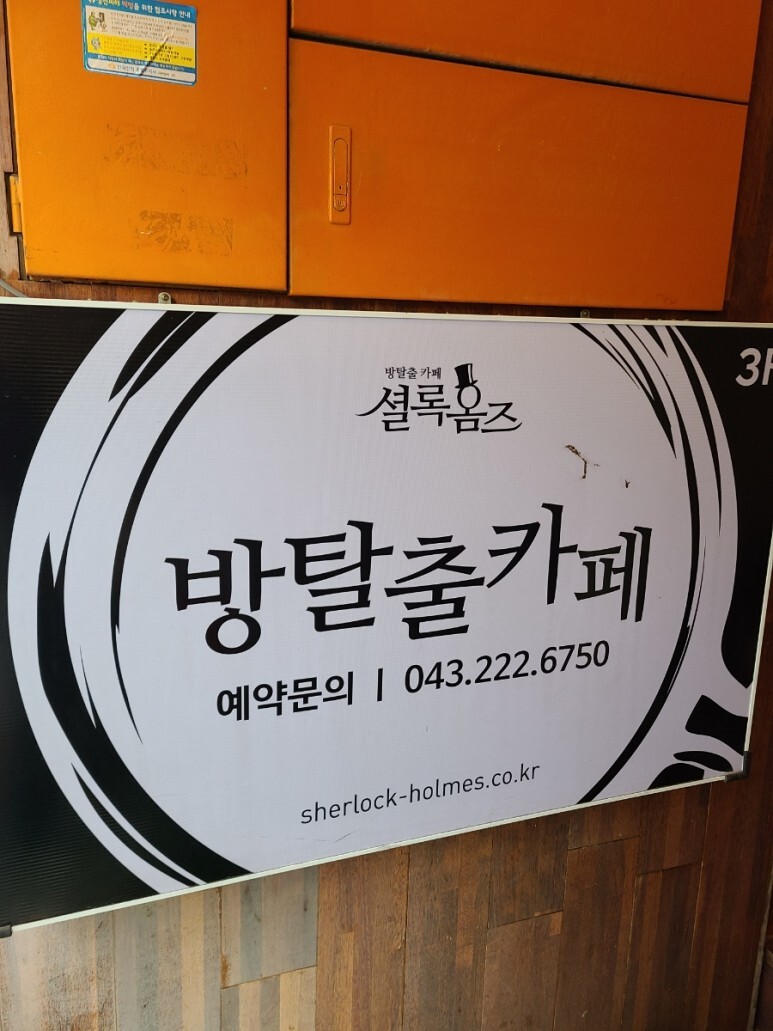 방탈출 카페
셜록홈즈
3F
방탈출카페
예약문의 | 043.222.6750
sherlock-holmes.co.kr